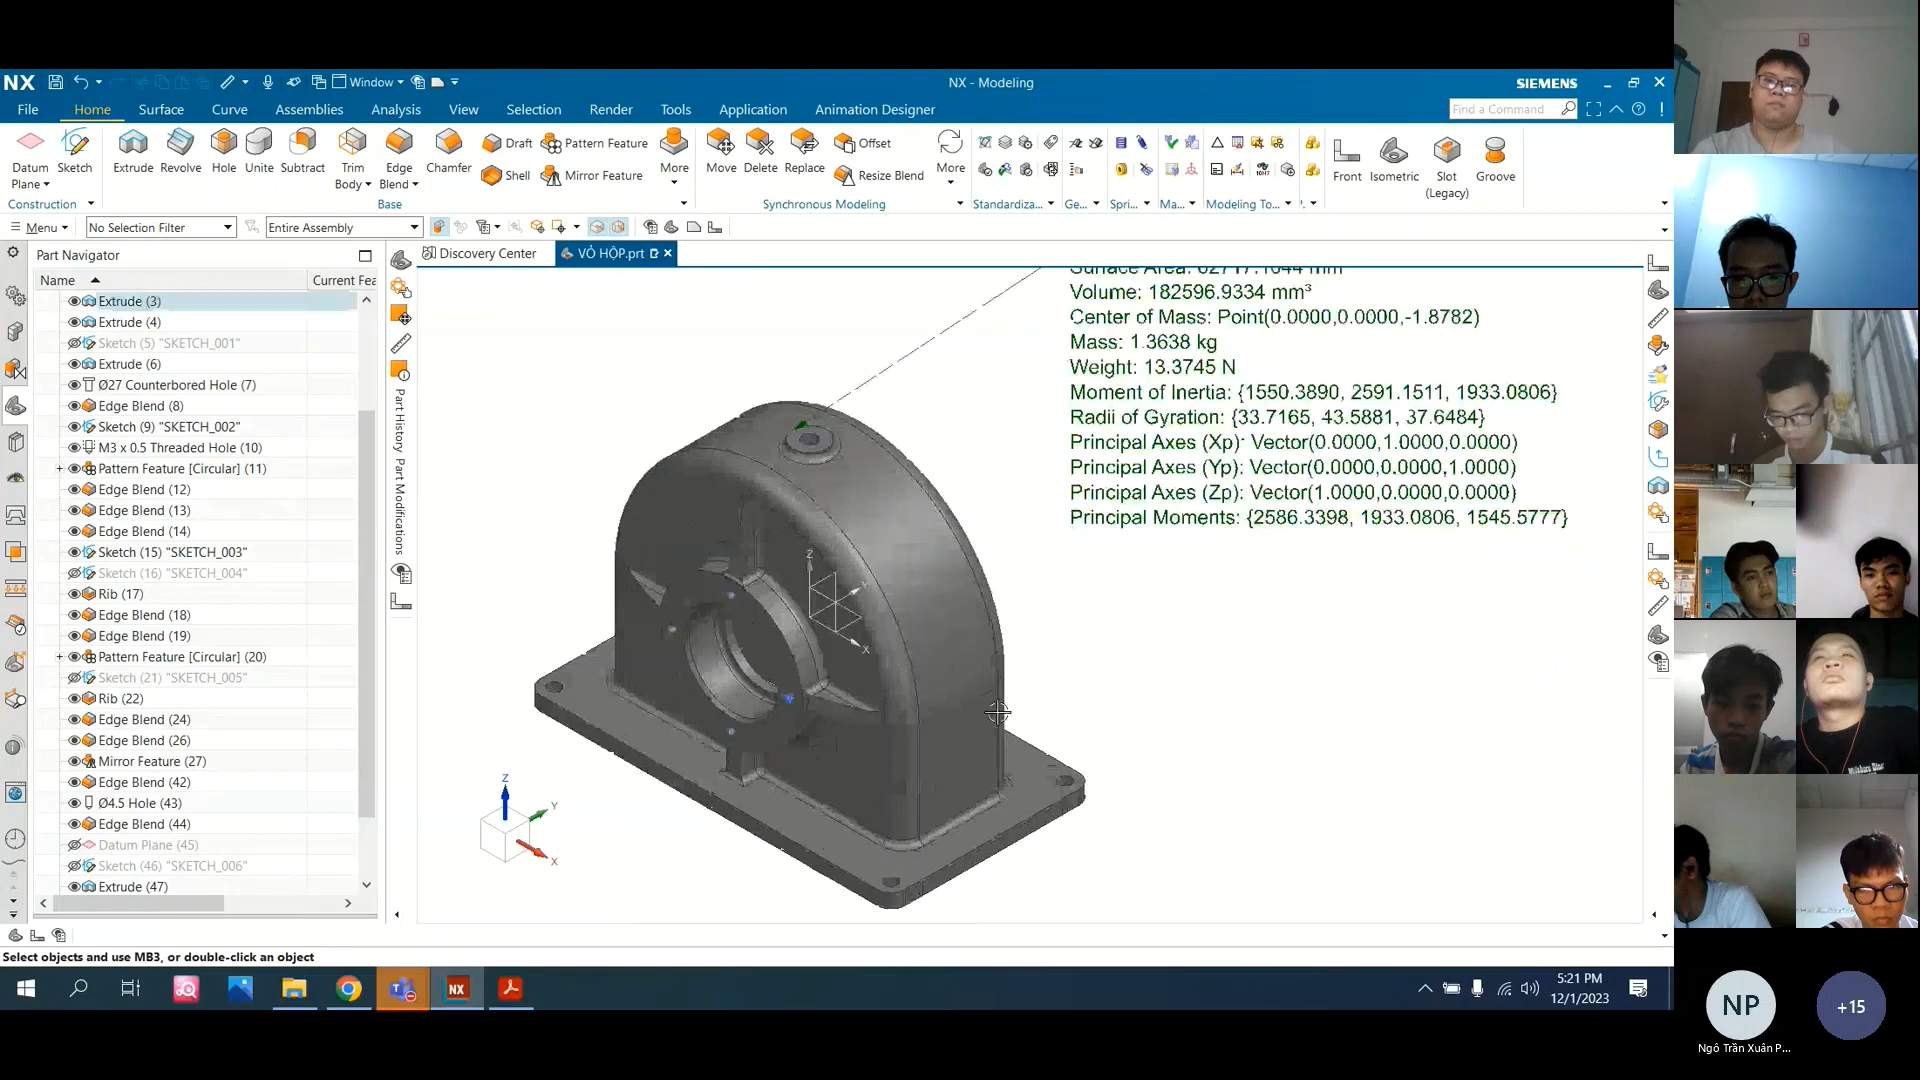 NX
Window
NX - Modeling
SIEMENS
File
Home
Surface
Curve
Assemblies
Analysis
View
Selection
Render
Tools
Application
Animation Designer
Find a Command
Datum Plane
Sketch
Extrude
Revolve
Hole
Unite
Subtract
Trim Body
Edge Blend
Chamfer
Draft
Shell
Pattern Feature
Mirror Feature
More
Move
Delete
Replace
Offset
Resize Blend
More
Front
Isometric
Slot (Legacy)
Groove
Construction
Base
Synchronous Modeling
Standardiza...
Ge...
Spri...
Ma...
Modeling To...
Menu
No Selection Filter
Entire Assembly
Part Navigator
Discovery Center
VỎ HỘP.prt
Name
Current Fea
Extrude (3)
Extrude (4)
Sketch (5) "SKETCH_001"
Extrude (6)
Ø27 Counterbored Hole (7)
Edge Blend (8)
Sketch (9) "SKETCH_002"
M3 x 0.5 Threaded Hole (10)
Pattern Feature [Circular] (11)
Edge Blend (12)
Edge Blend (13)
Edge Blend (14)
Sketch (15) "SKETCH_003"
Sketch (16) "SKETCH_004"
Rib (17)
Edge Blend (18)
Edge Blend (19)
Pattern Feature [Circular] (20)
Sketch (21) "SKETCH_005"
Rib (22)
Edge Blend (24)
Edge Blend (26)
Mirror Feature (27)
Edge Blend (42)
Ø4.5 Hole (43)
Edge Blend (44)
Datum Plane (45)
Sketch (46) "SKETCH_006"
Extrude (47)
Part History
Part Modifications
Surface Area: 62717.1044 mm²
Volume: 182596.9334 mm³
Center of Mass: Point(0.0000,0.0000,-1.8782)
Mass: 1.3638 kg
Weight: 13.3745 N
Moment of Inertia: {1550.3890, 2591.1511, 1933.0806}
Radii of Gyration: {33.7165, 43.5881, 37.6484}
Principal Axes (Xp): Vector(0.0000,1.0000,0.0000)
Principal Axes (Yp): Vector(0.0000,0.0000,1.0000)
Principal Axes (Zp): Vector(1.0000,0.0000,0.0000)
Principal Moments: {2586.3398, 1933.0806, 1545.5777}
Z
X
Z
Y
X
Select objects and use MB3, or double-click an object
NX
5:21 PM
12/1/2023
NP
+15
Ngô Trần Xuân P...